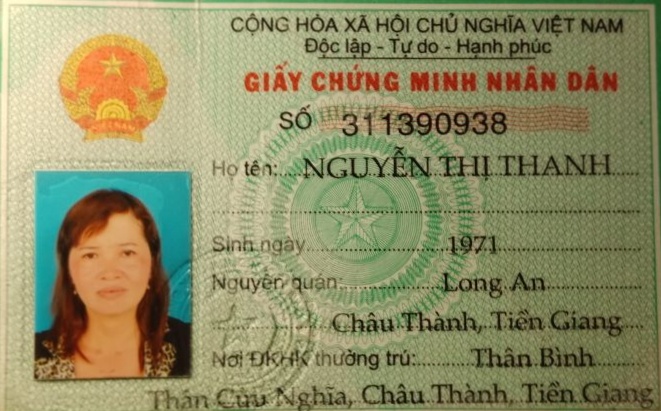 CỘNG HÒA XÃ HỘI CHỦ NGHĨA VIỆT NAM
Độc lập - Tự do - Hạnh phúc
GIẤY CHỨNG MINH NHÂN DÂN
SỐ 311390938
Họ tên: NGUYỄN THỊ THANH
Sinh ngày 1971
Nguyên quán: Long An
Châu Thành, Tiền Giang
Nơi ĐKHK thường trú: Thân Bình
Thân Cửu Nghĩa, Châu Thành, Tiền Giang